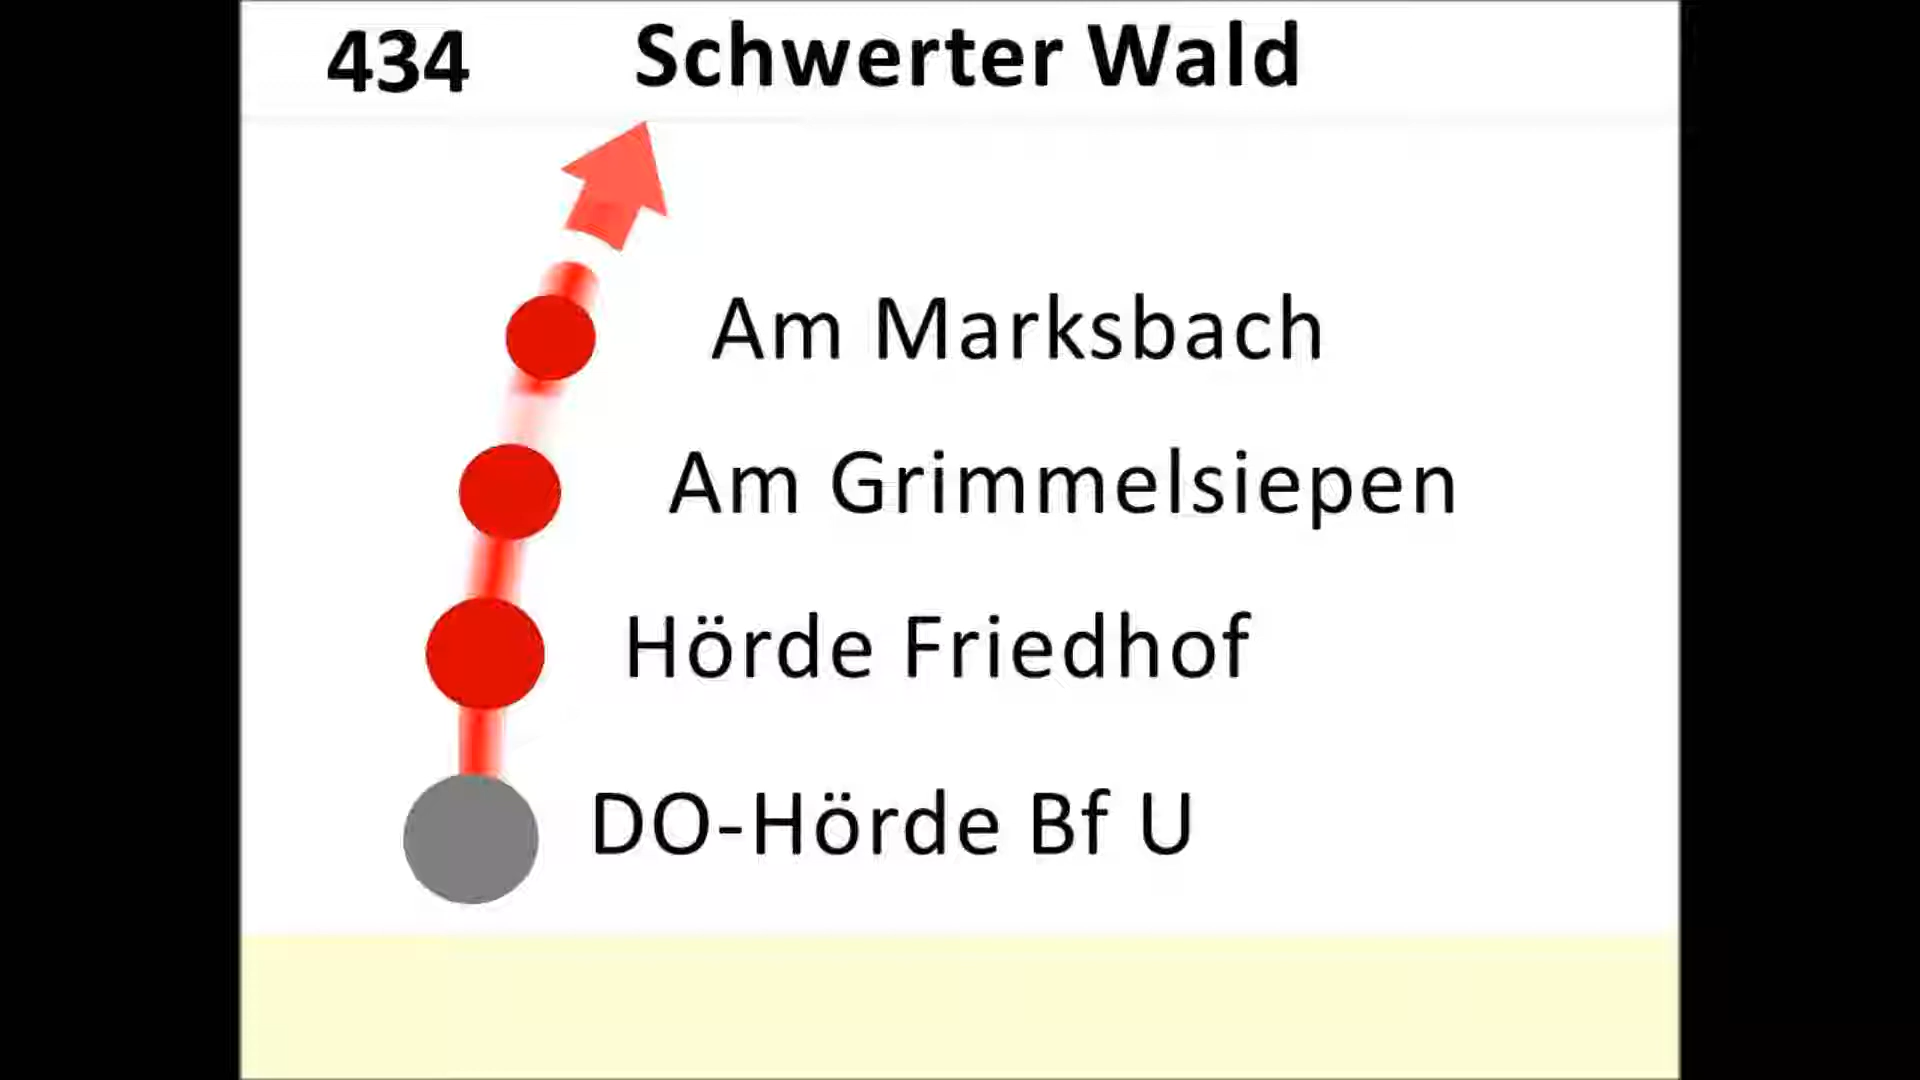 434 Schwerter Wald
Am Marksbach
Am Grimmelsiepen
Hörde Friedhof
DO-Hörde Bf U